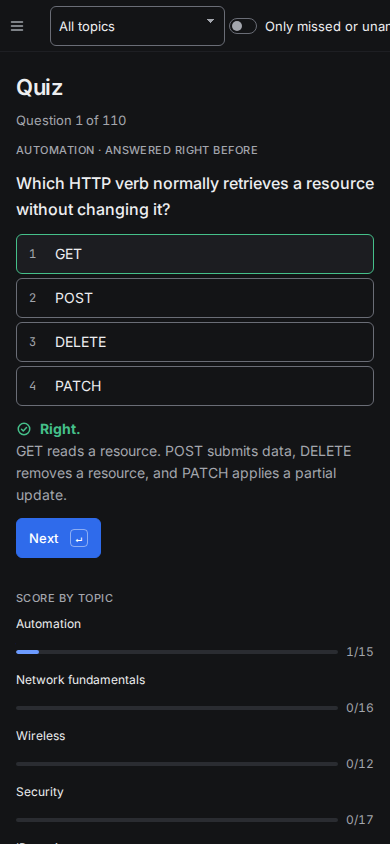 All topics
Only missed or unan
Quiz
Question 1 of 110
AUTOMATION · ANSWERED RIGHT BEFORE
Which HTTP verb normally retrieves a resource
without changing it?
1 GET
2 POST
3 DELETE
4 PATCH
Right.
GET reads a resource. POST submits data, DELETE
removes a resource, and PATCH applies a partial
update.
Next ↵
SCORE BY TOPIC
Automation
1/15
Network fundamentals
0/16
Wireless
0/12
Security
0/17